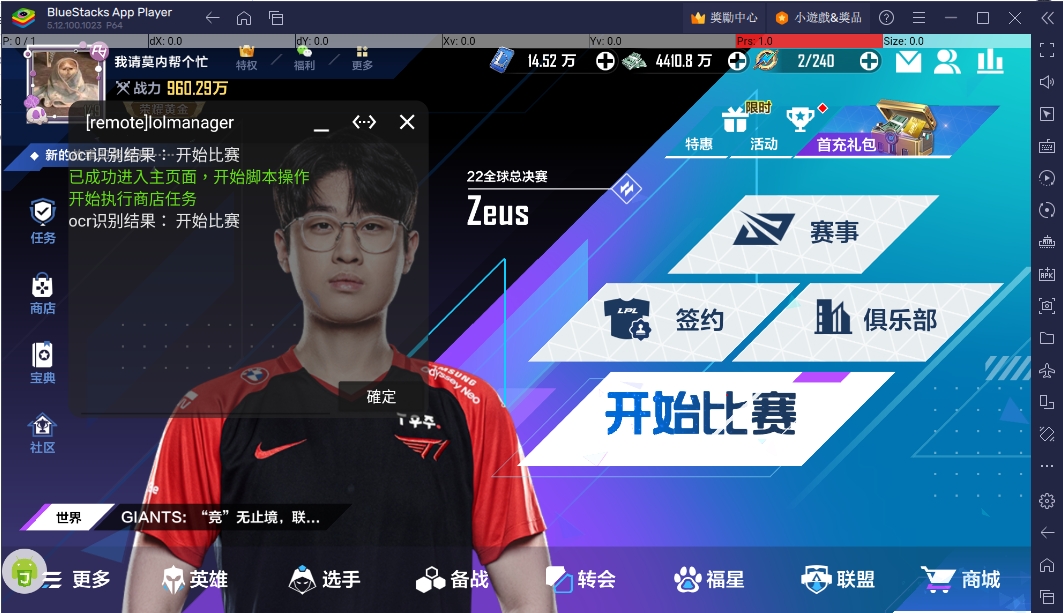 BlueStacks App Player
5.12.100.1023 P64
獎勵中心
小遊戲&獎品
P: 0 / 1
dX: 0.0
dY: 0.0
Xv: 0.0
Yv: 0.0
Prs: 1.0
Size: 0.0
我请莫内帮个忙
战力 960.29万
特权
福利
更多
14.52 万
4410.8 万
2/240
荣耀黄金
[remote]lolmanager
新的
ocr识别结果: 开始比赛
已成功进入主页面,开始脚本操作
开始执行商店任务
ocr识别结果: 开始比赛
確定
任务
商店
宝典
社区
限时
特惠
活动
首充礼包
22全球总决赛
Zeus
赛事
LPL
签约
俱乐部
开始比赛
SAMSUNG
Odyssey Neo
T1
世界
GIANTS: “竞”无止境, 联...
更多
英雄
选手
备战
转会
福星
联盟
商城
APK